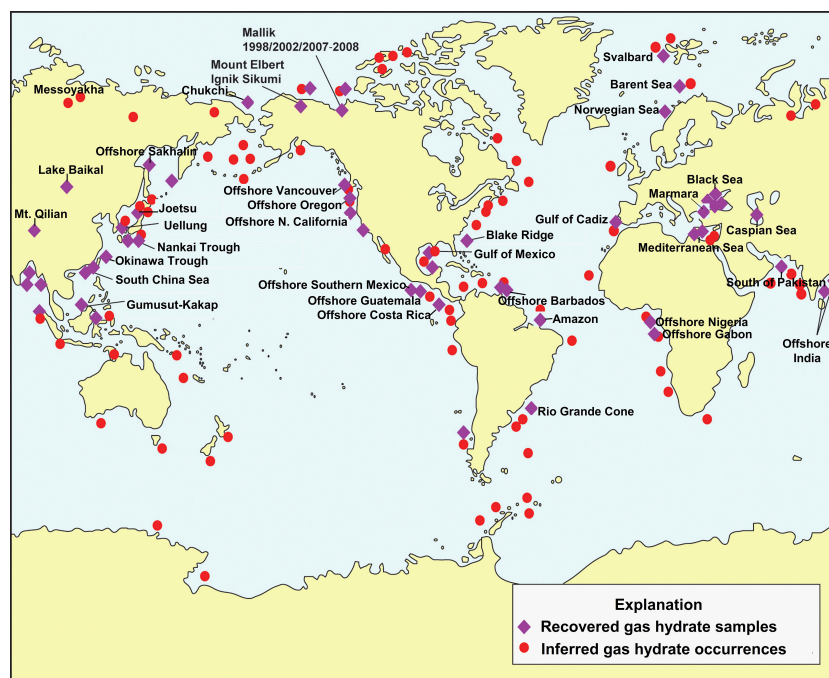 Mallik
1998/2002/2007-2008
Mount Elbert
Ignik Sikumi
Svalbard
Messoyakha
Chukchi
Barent Sea
Norwegian Sea
Offshore Sakhalin
Lake Baikal
Black Sea
Offshore Vancouver
Marmara
Offshore Oregon
Joetsu
Mt. Qilian
Offshore N. California
Gulf of Cadiz
Uellung
Caspian Sea
Blake Ridge
Nankai Trough
Mediterranean Sea
Gulf of Mexico
Okinawa Trough
South China Sea
Offshore Southern Mexico
South of Pakistan
Offshore Guatemala
Offshore Barbados
Gumusut-Kakap
Offshore Costa Rica
Amazon
Offshore Nigeria
Offshore Gabon
Offshore
India
Rio Grande Cone
Explanation
Recovered gas hydrate samples
Inferred gas hydrate occurrences